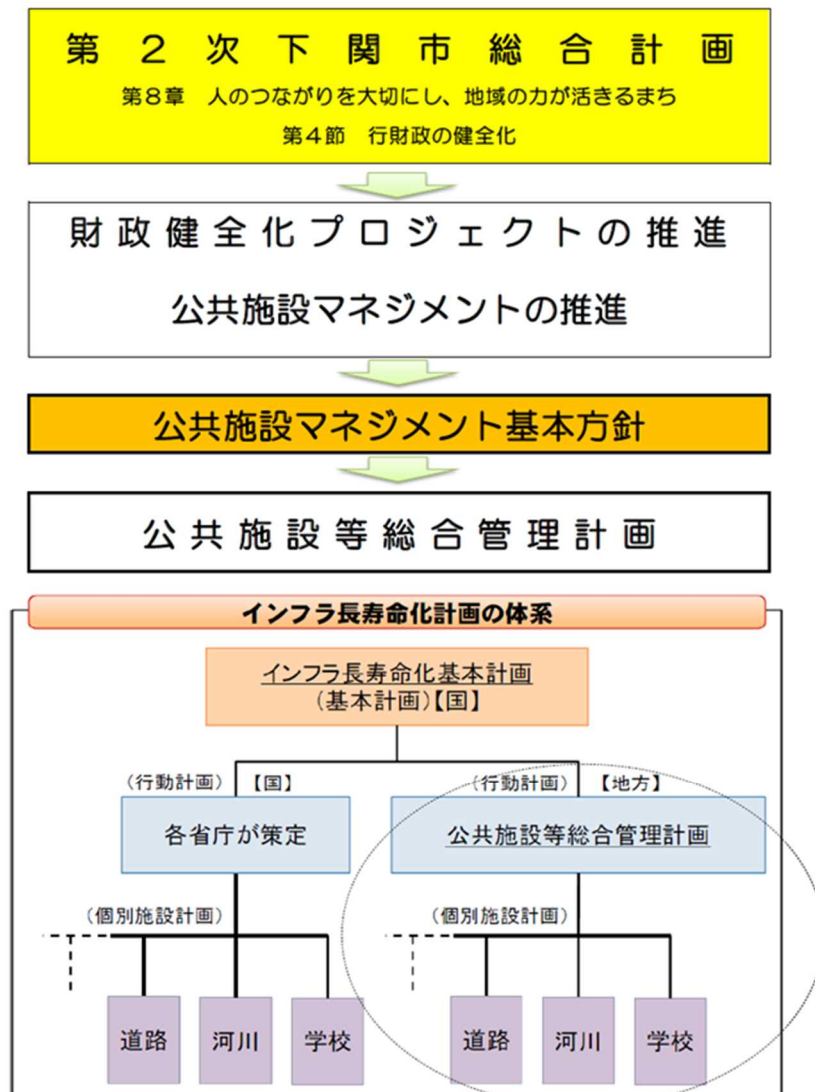 第２次下関市総合計画
第８章　人のつながりを大切にし、地域の力が活きるまち
第４節　行財政の健全化
財政健全化プロジェクトの推進
公共施設マネジメントの推進
公共施設マネジメント基本方針
公共施設等総合管理計画
インフラ長寿命化計画の体系
インフラ長寿命化基本計画
(基本計画)【国】
(行動計画)　【国】
(行動計画)　【地方】
各省庁が策定
公共施設等総合管理計画
(個別施設計画)
(個別施設計画)
道路
河川
学校
道路
河川
学校